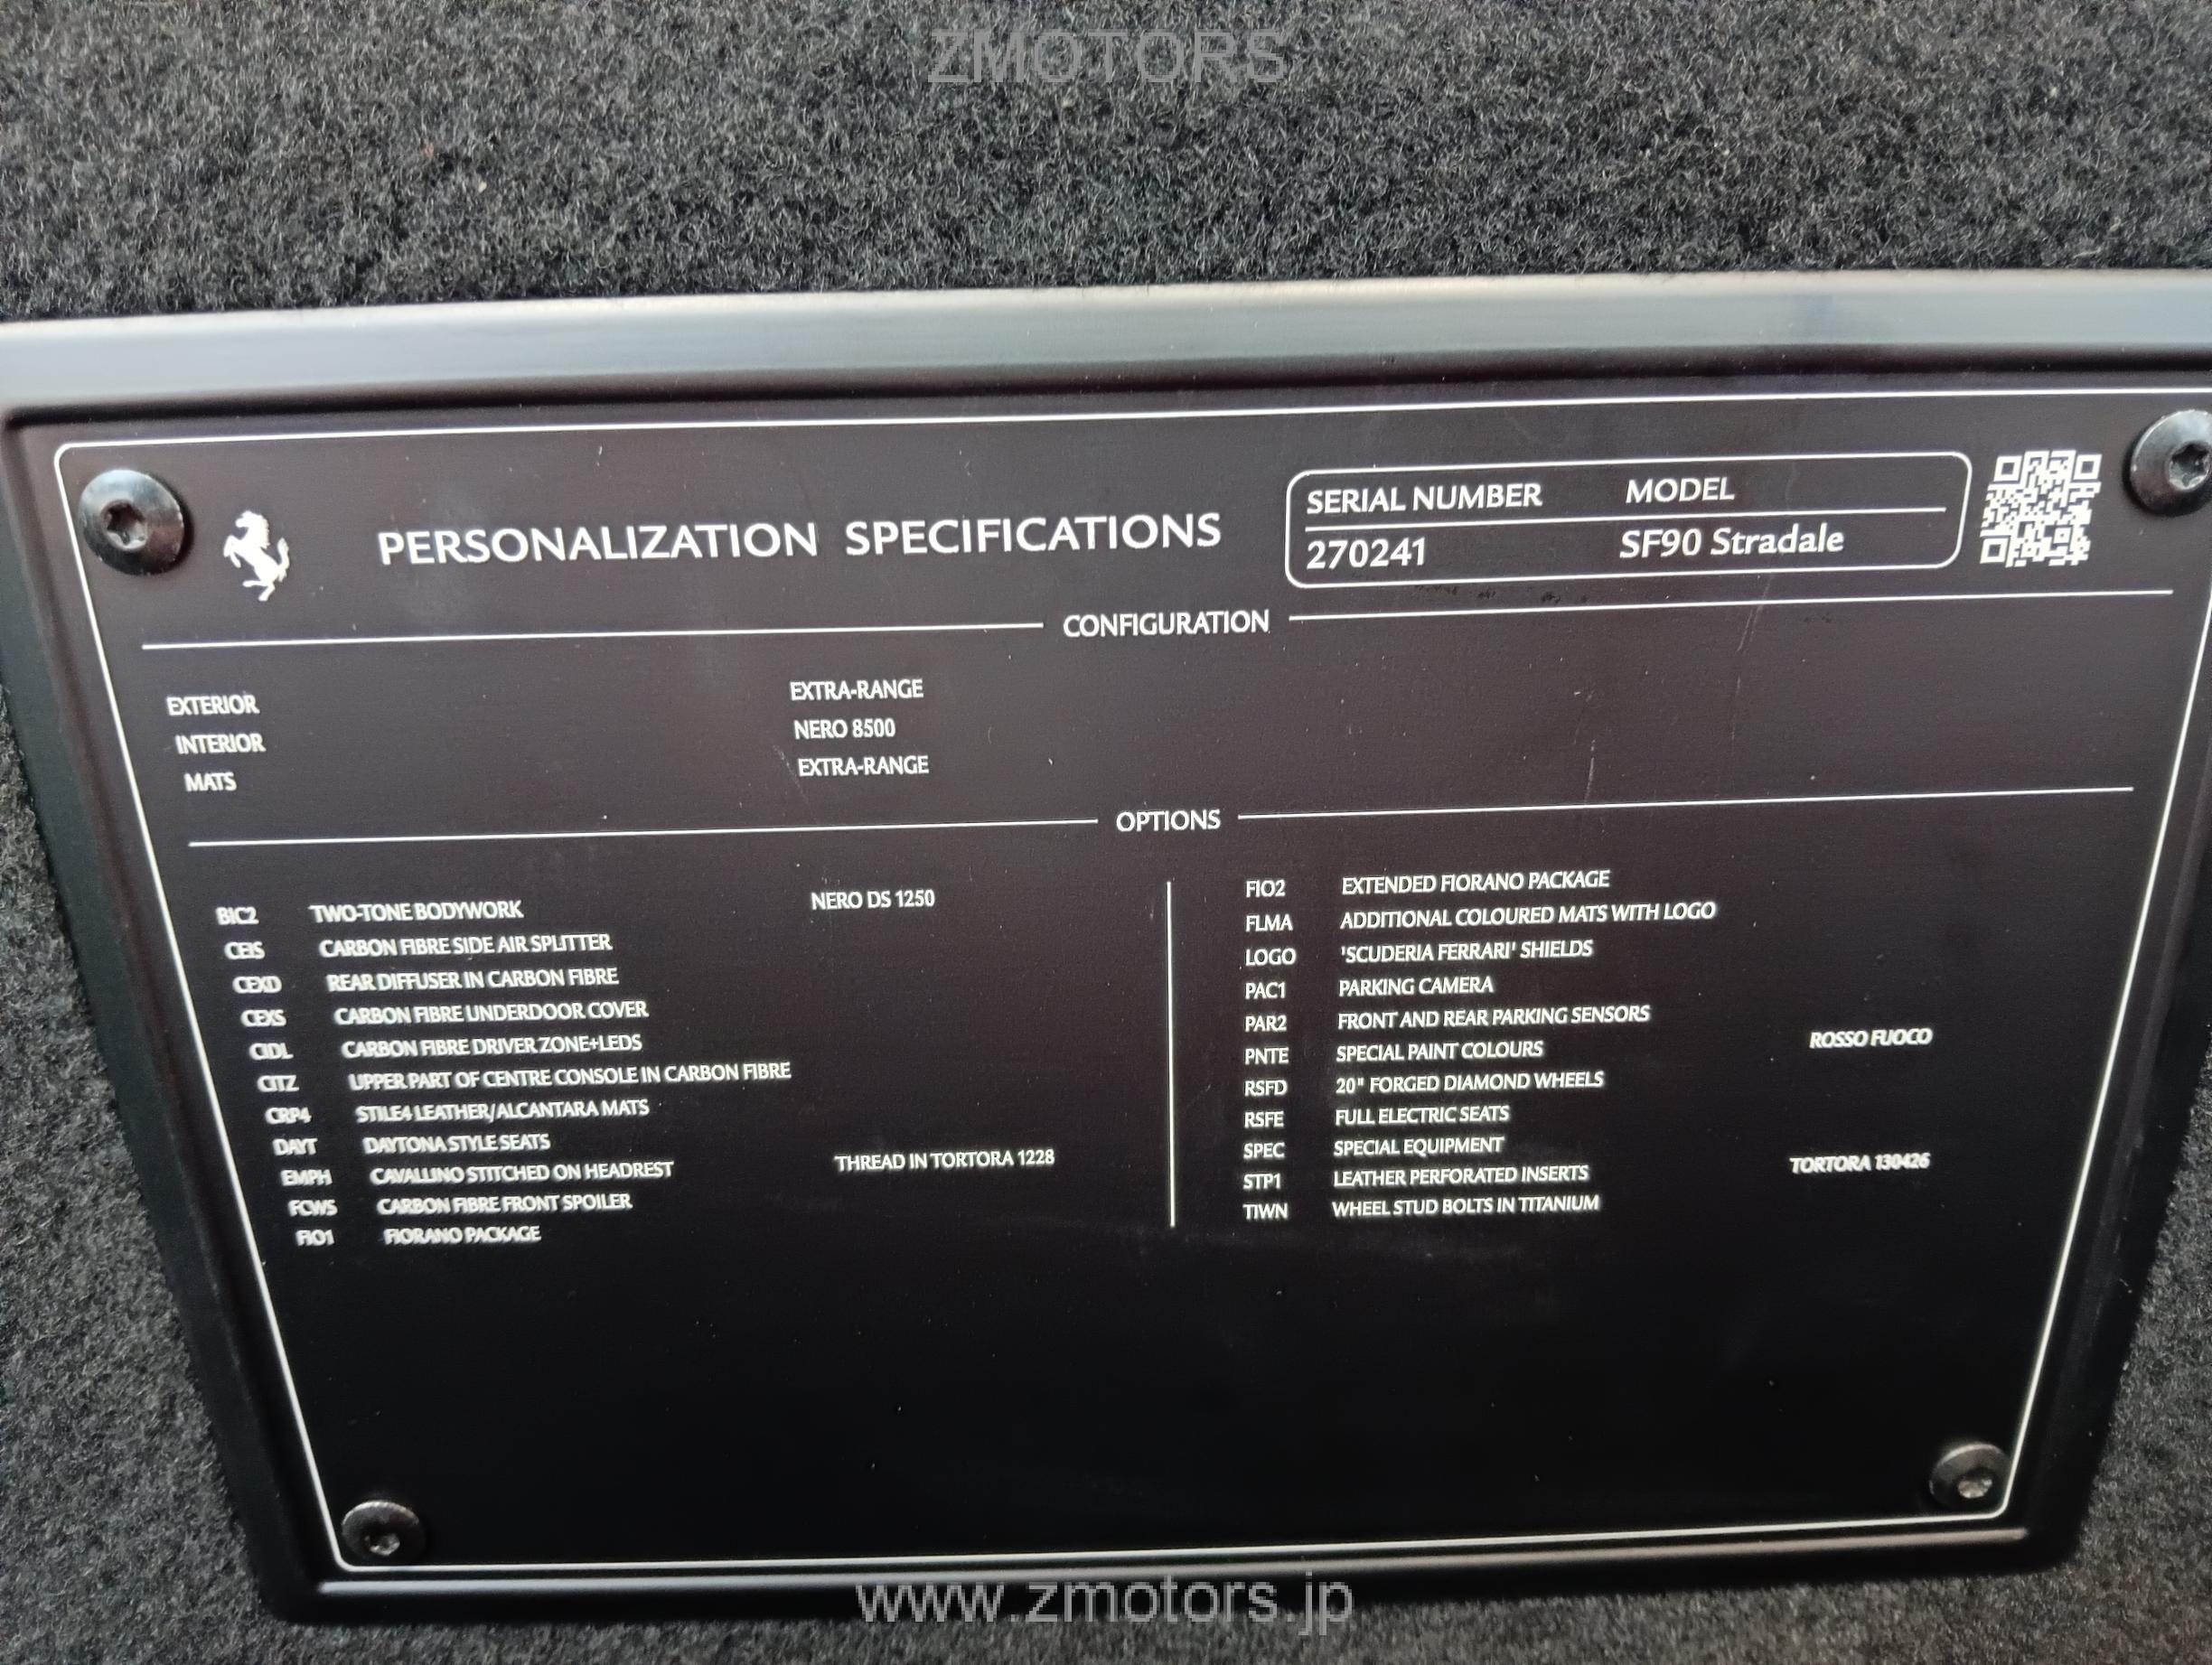 ZMOTORS
PERSONALIZATION SPECIFICATIONS
SERIAL NUMBER MODEL
270241 SF90 Stradale
CONFIGURATION
EXTERIOR EXTRA-RANGE
INTERIOR NERO 8500
MATS EXTRA-RANGE
OPTIONS
BIC2 TWO-TONE BODYWORK NERO DS 1250
CEIS CARBON FIBRE SIDE AIR SPLITTER
CEXD REAR DIFFUSER IN CARBON FIBRE
CEXS CARBON FIBRE UNDERDOOR COVER
CIDL CARBON FIBRE DRIVER ZONE+LEDS
CITZ UPPER PART OF CENTRE CONSOLE IN CARBON FIBRE
CRP4 STILE4 LEATHER/ALCANTARA MATS
DAYT DAYTONA STYLE SEATS
EMPH CAVALLINO STITCHED ON HEADREST THREAD IN TORTORA 1228
FCWS CARBON FIBRE FRONT SPOILER
FIO1 FIORANO PACKAGE
FIO2 EXTENDED FIORANO PACKAGE
FLMA ADDITIONAL COLOURED MATS WITH LOGO
LOGO 'SCUDERIA FERRARI' SHIELDS
PAC1 PARKING CAMERA
PAR2 FRONT AND REAR PARKING SENSORS
PNTE SPECIAL PAINT COLOURS ROSSO FUOCO
RSFD 20" FORGED DIAMOND WHEELS
RSFE FULL ELECTRIC SEATS
SPEC SPECIAL EQUIPMENT
STP1 LEATHER PERFORATED INSERTS TORTORA 130426
TIWN WHEEL STUD BOLTS IN TITANIUM
www.zmotors.jp